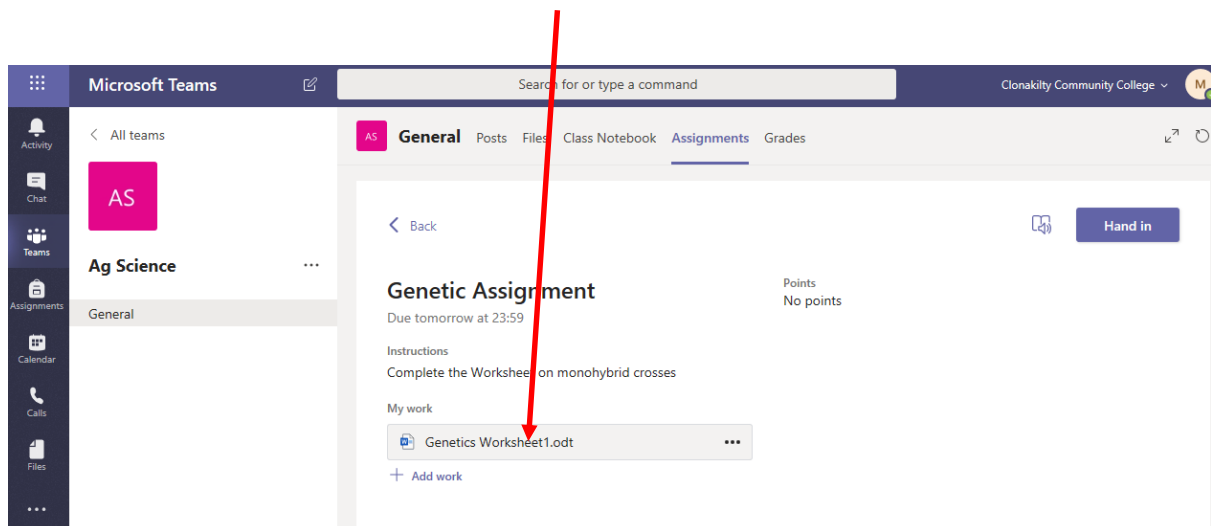 Microsoft Teams
Search for or type a command
Clonakilty Community College
M
Activity
Chat
Teams
Assignments
Calendar
Calls
Files
All teams
AS
Ag Science
General
AS General Posts Files Class Notebook Assignments Grades
Back
Hand in
Genetic Assignment
Due tomorrow at 23:59
Points
No points
Instructions
Complete the Worksheet on monohybrid crosses
My work
Genetics Worksheet1.odt
Add work